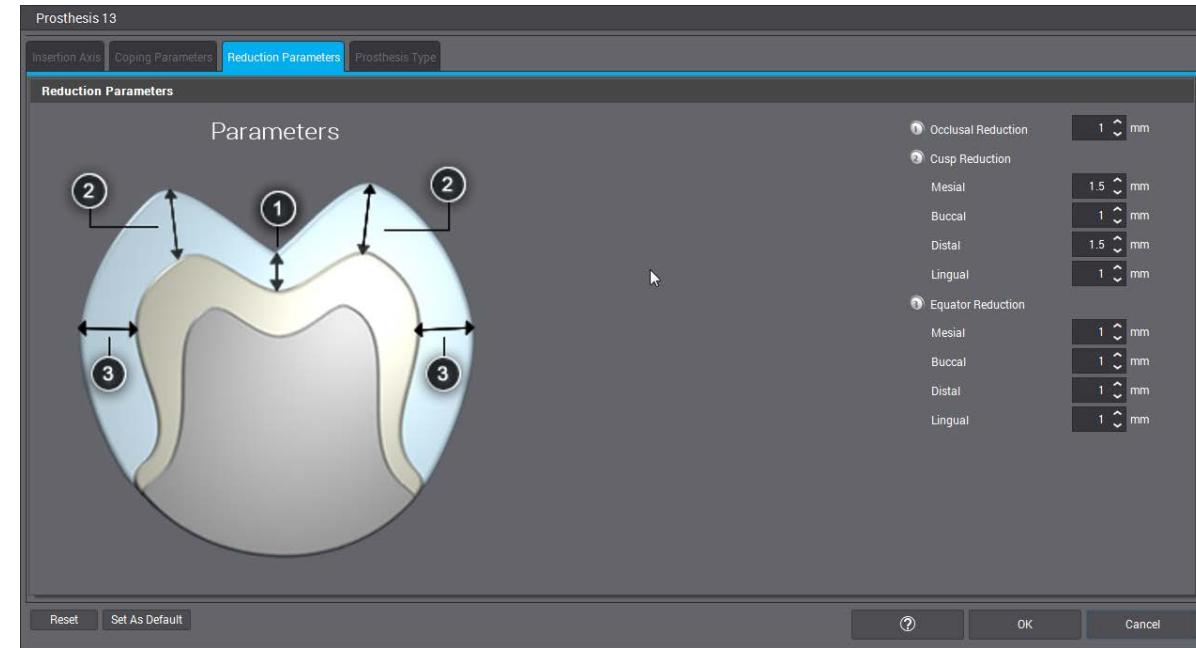 Prosthesis 13
Insertion Axis Coping Parameters Reduction Parameters Prosthesis Type
Reduction Parameters
Parameters
1 Occlusal Reduction 1 mm
2 Cusp Reduction
Mesial 1.5 mm
Buccal 1 mm
Distal 1.5 mm
Lingual 1 mm
3 Equator Reduction
Mesial 1 mm
Buccal 1 mm
Distal 1 mm
Lingual 1 mm
2 1 2
3 3
Reset Set As Default ? OK Cancel